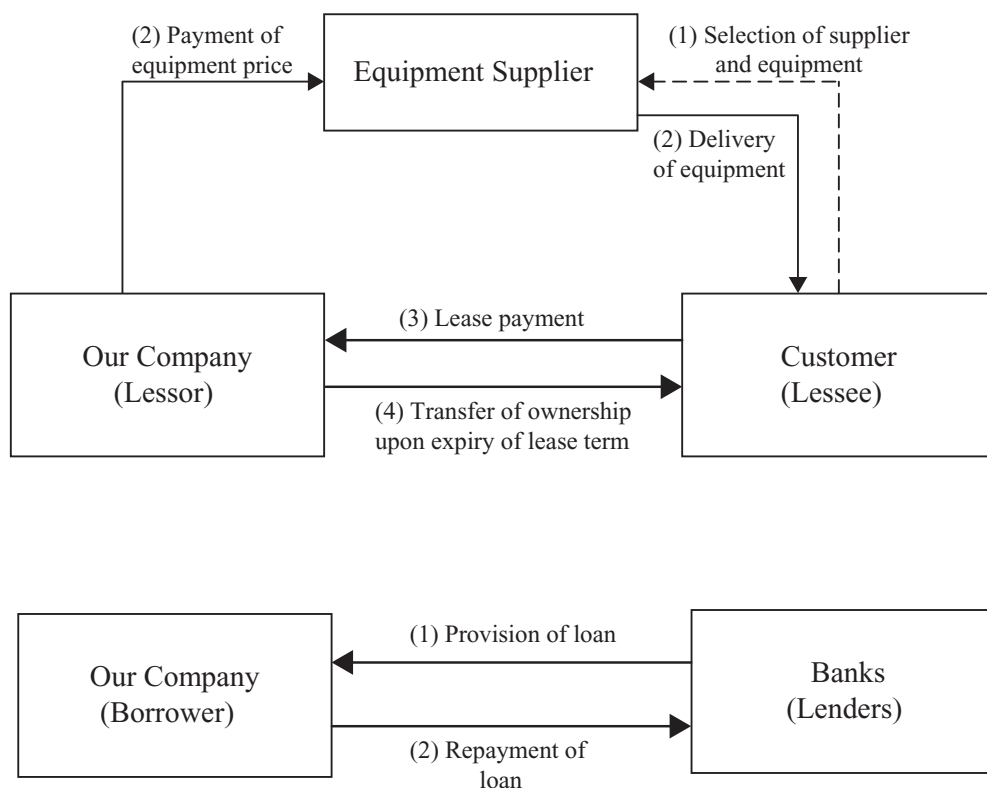 (2) Payment of
equipment price
Equipment Supplier
(1) Selection of supplier
and equipment
(2) Delivery
of equipment
Our Company
(Lessor)
(3) Lease payment
(4) Transfer of ownership
upon expiry of lease term
Customer
(Lessee)
Our Company
(Borrower)
(1) Provision of loan
(2) Repayment of
loan
Banks
(Lenders)